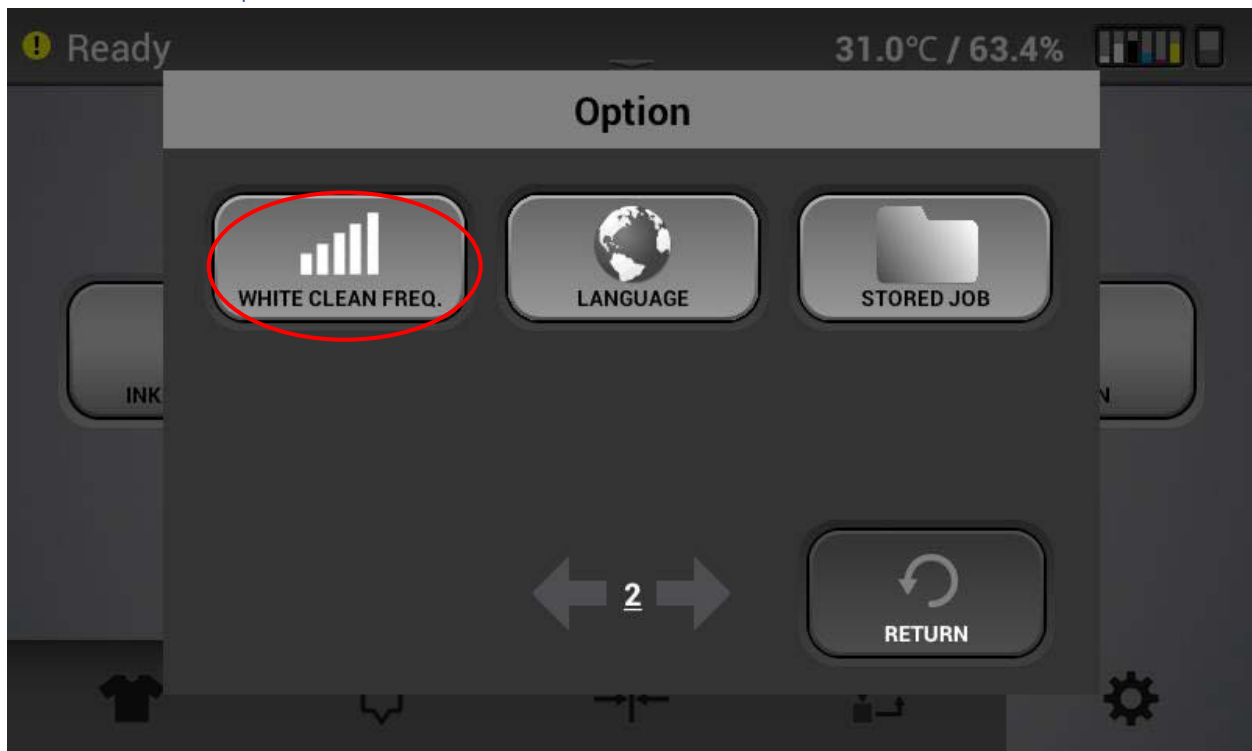 Ready
31.0℃ / 63.4%
Option
WHITE CLEAN FREQ.
LANGUAGE
STORED JOB
INK
N
2
RETURN